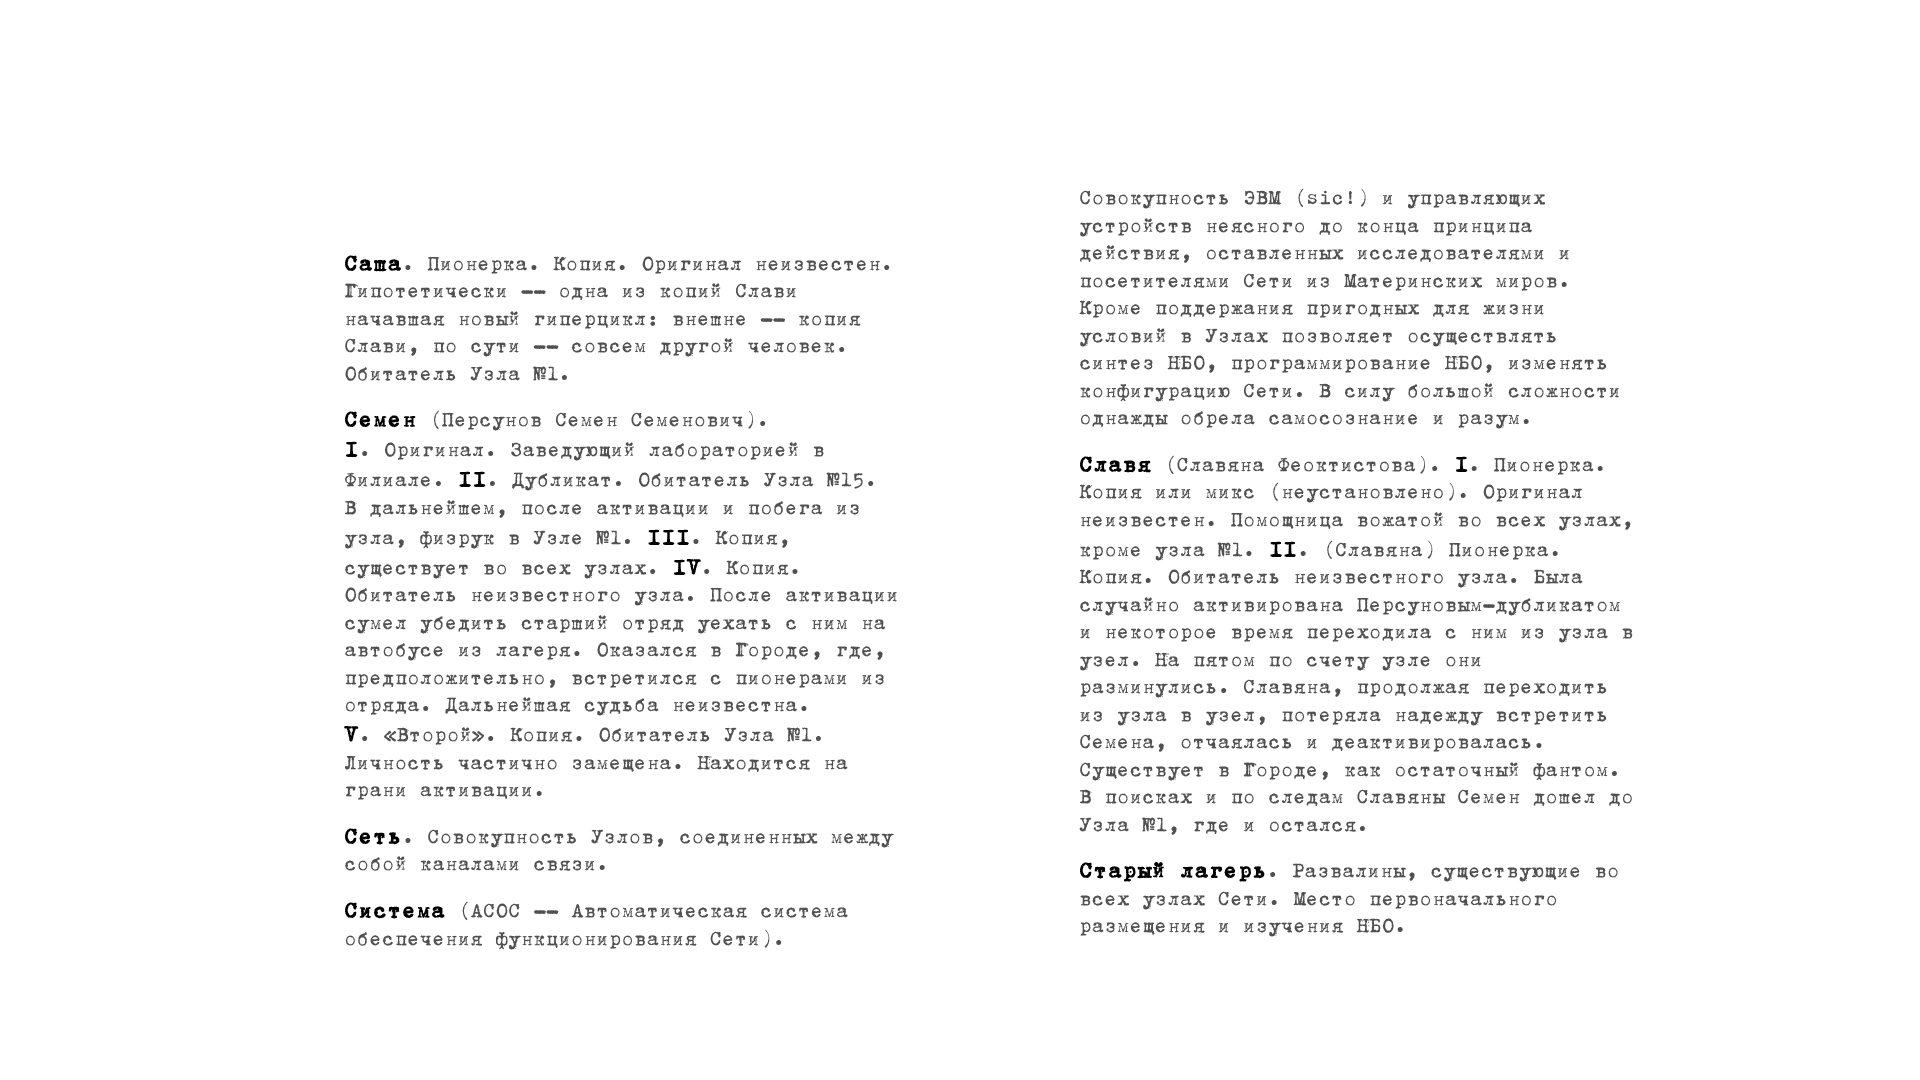 Саша. Пионерка. Копия. Оригинал неизвестен.
Гипотетически —— одна из копий Слави
начавшая новый гиперцикл: внешне —— копия
Слави, по сути —— совсем другой человек.
Обитатель Узла №1.
Семен (Персунов Семен Семенович).
I. Оригинал. Заведующий лабораторией в
Филиале. II. Дубликат. Обитатель Узла №15.
В дальнейшем, после активации и побега из
узла, физрук в Узле №1. III. Копия,
существует во всех узлах. IV. Копия.
Обитатель неизвестного узла. После активации
сумел убедить старший отряд уехать с ним на
автобусе из лагеря. Оказался в Городе, где,
предположительно, встретился с пионерами из
отряда. Дальнейшая судьба неизвестна.
V. «Второй». Копия. Обитатель Узла №1.
Личность частично замещена. Находится на
грани активации.
Сеть. Совокупность Узлов, соединенных между
собой каналами связи.
Система (АСОС —— Автоматическая система
обеспечения функционирования Сети).
Совокупность ЭВМ (sic!) и управляющих
устройств неясного до конца принципа
действия, оставленных исследователями и
посетителями Сети из Материнских миров.
Кроме поддержания пригодных для жизни
условий в Узлах позволяет осуществлять
синтез НБО, программирование НБО, изменять
конфигурацию Сети. В силу большой сложности
однажды обрела самосознание и разум.
Славя (Славяна Феоктистова). I. Пионерка.
Копия или микс (неустановлено). Оригинал
неизвестен. Помощница вожатой во всех узлах,
кроме узла №1. II. (Славяна) Пионерка.
Копия. Обитатель неизвестного узла. Была
случайно активирована Персуновым-дубликатом
и некоторое время переходила с ним из узла в
узел. На пятом по счету узле они
разминулись. Славяна, продолжая переходить
из узла в узел, потеряла надежду встретить
Семена, отчаялась и деактивировалась.
Существует в Городе, как остаточный фантом.
В поисках и по следам Славяны Семен дошел до
Узла №1, где и остался.
Старый лагерь. Развалины, существующие во
всех узлах Сети. Место первоначального
размещения и изучения НБО.